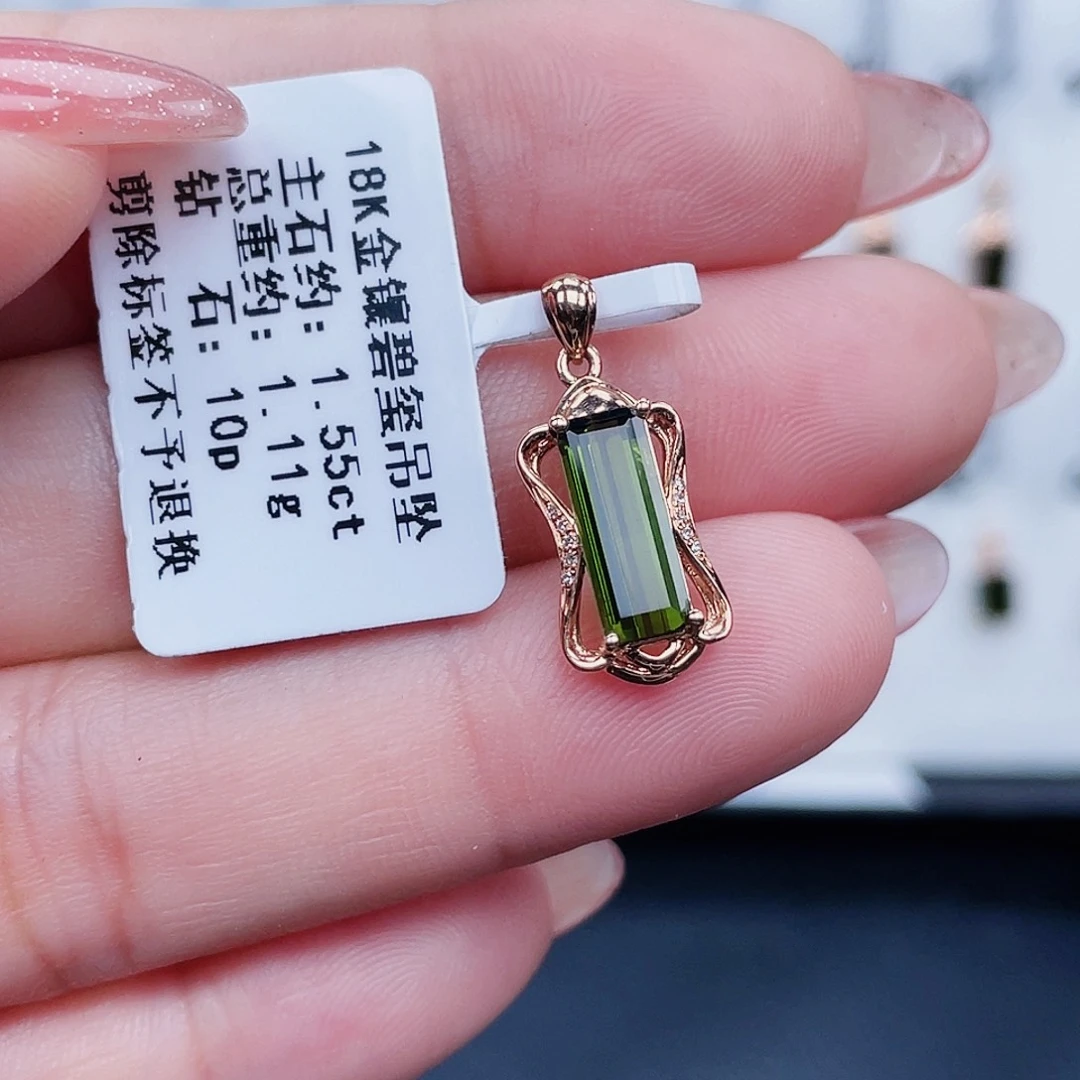 18K金镶碧玺吊坠
主石约: 1.55ct
总重约: 1.11g
钻 石: 10p
剪除标签不予退换